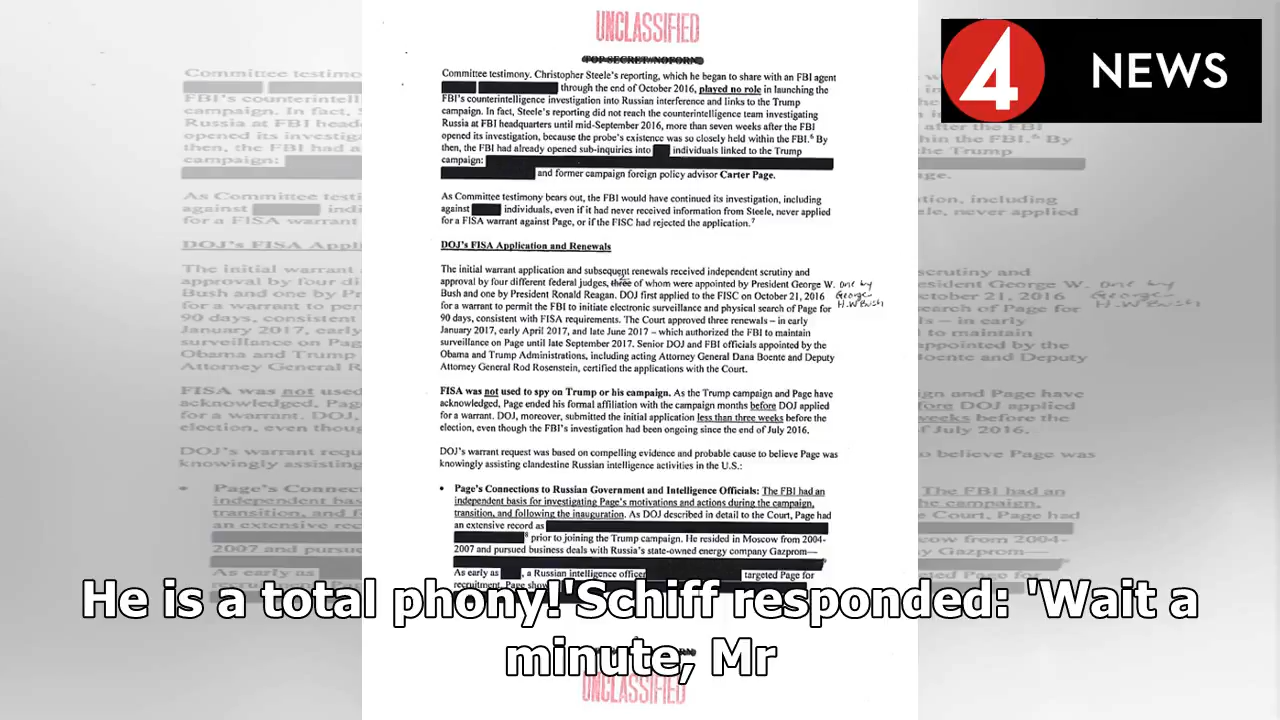 UNCLASSIFIED
TOP SECRET/NOFORN
4 NEWS
Committee testimony. Christopher Steele's reporting, which he began to share with an FBI agent
through the end of October 2016, played no role in launching the
FBI's counterintelligence investigation into Russian interference and links to the Trump
campaign. In fact, Steele's reporting did not reach the counterintelligence team investigating
Russia at FBI headquarters until mid-September 2016, more than seven weeks after the FBI
opened its investigation, because the probe's existence was so closely held within the FBI.⁶ By
then, the FBI had already opened sub-inquiries into individuals linked to the Trump
campaign:
and former campaign foreign policy advisor Carter Page.
As Committee testimony bears out, the FBI would have continued its investigation, including
against individuals, even if it had never received information from Steele, never applied
for a FISA warrant against Page, or if the FISC had rejected the application.⁷
DOJ's FISA Application and Renewals
The initial warrant application and subsequent renewals received independent scrutiny and
approval by four different federal judges, three of whom were appointed by President George W. one by
Bush and one by President Ronald Reagan. DOJ first applied to the FISC on October 21, 2016 George
for a warrant to permit the FBI to initiate electronic surveillance and physical search of Page for H.W Bush
90 days, consistent with FISA requirements. The Court approved three renewals – in early
January 2017, early April 2017, and late June 2017 – which authorized the FBI to maintain
surveillance on Page until late September 2017. Senior DOJ and FBI officials appointed by the
Obama and Trump Administrations, including acting Attorney General Dana Boente and Deputy
Attorney General Rod Rosenstein, certified the applications with the Court.
FISA was not used to spy on Trump or his campaign. As the Trump campaign and Page have
acknowledged, Page ended his formal affiliation with the campaign months before DOJ applied
for a warrant. DOJ, moreover, submitted the initial application less than three weeks before the
election, even though the FBI's investigation had been ongoing since the end of July 2016.
DOJ's warrant request was based on compelling evidence and probable cause to believe Page was
knowingly assisting clandestine Russian intelligence activities in the U.S.:
• Page's Connections to Russian Government and Intelligence Officials: The FBI had an
independent basis for investigating Page's motivations and actions during the campaign,
transition, and following the inauguration. As DOJ described in detail to the Court, Page had
an extensive record as
⁸ prior to joining the Trump campaign. He resided in Moscow from 2004-
2007 and pursued business deals with Russia's state-owned energy company Gazprom—
As early as , a Russian intelligence officer targeted Page for
recruitment. Page show
He is a total phony!'Schiff responded: 'Wait a
minute, Mr
UNCLASSIFIED